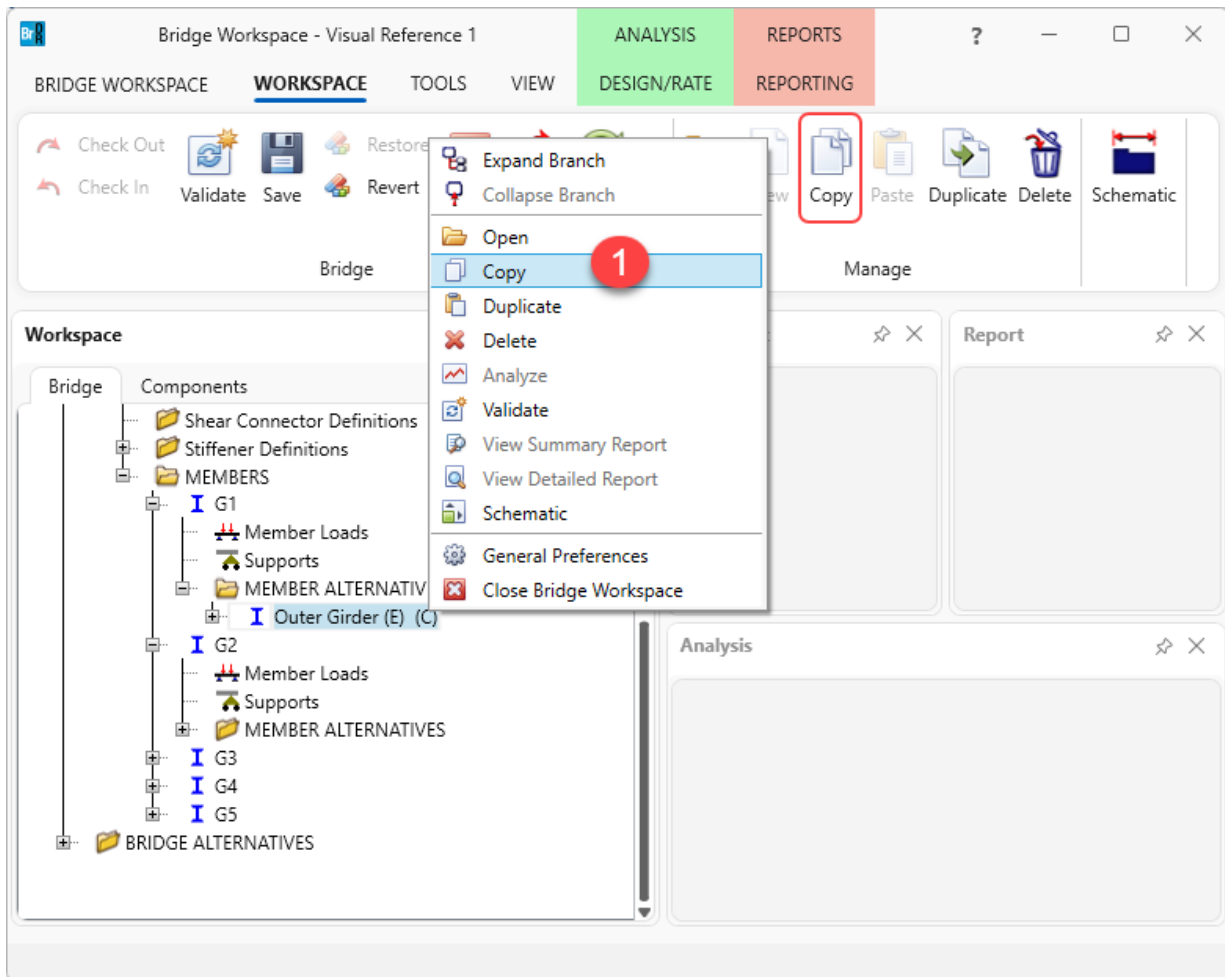 Br DR Bridge Workspace - Visual Reference 1 ANALYSIS REPORTS ?
BRIDGE WORKSPACE WORKSPACE TOOLS VIEW DESIGN/RATE REPORTING
Check Out
Check In
Validate Save
Restore
Revert
Bridge
Copy Paste Duplicate Delete Schematic
Manage
Expand Branch
Collapse Branch
Open
Copy 1
Duplicate
Delete
Analyze
Validate
View Summary Report
View Detailed Report
Schematic
General Preferences
Close Bridge Workspace
Workspace
Report
Bridge Components
Shear Connector Definitions
Stiffener Definitions
MEMBERS
G1
Member Loads
Supports
MEMBER ALTERNATIV
Outer Girder (E) (C)
G2
Member Loads
Supports
MEMBER ALTERNATIVES
G3
G4
G5
BRIDGE ALTERNATIVES
Analysis